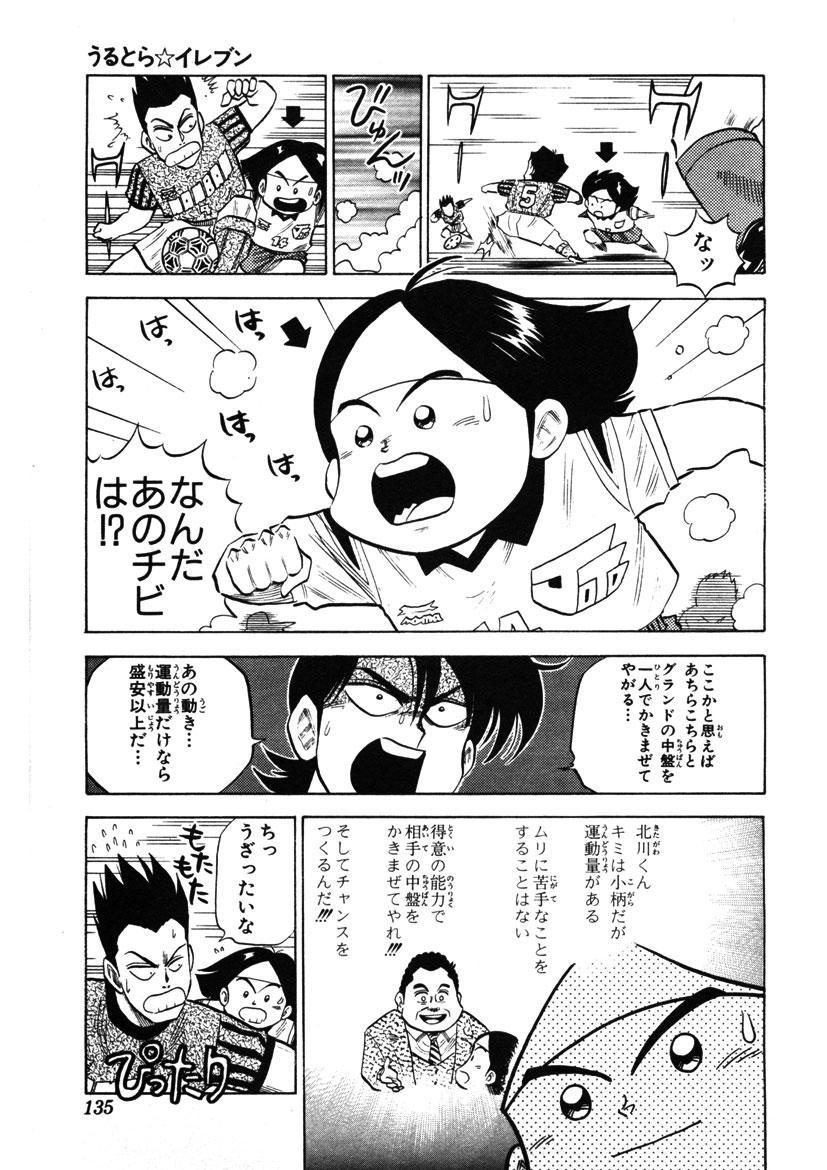 うるとら☆イレブン
なッ
びゅんッ
はっ
はっ
はっ
はっ
はっ
なんだ
あのチビ
は!?
ここかと思えば
あちらこちらと
グランドの中盤を
一人でかきまぜて
やがる…
あの動き…
運動量だけなら
盛安以上だ…
北川くん
キミは小柄だが
運動量がある
ムリに苦手なことを
することはない
得意の能力で
相手の中盤を
かきまぜてやれ!!!
そしてチャンスを
つくるんだ!!!
ちっ
うざったいな
もたもた
ぴったり
135